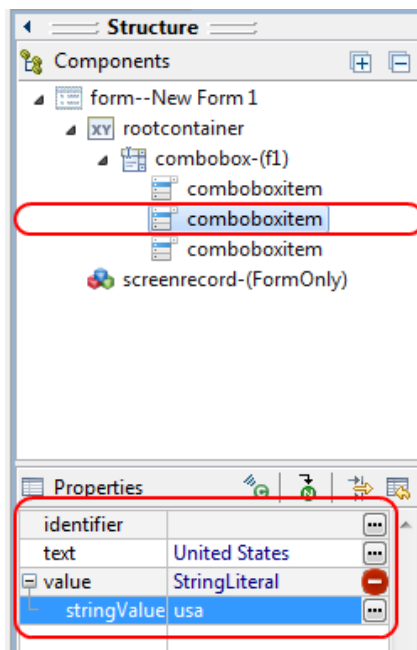 Structure
Components
form--New Form 1
XY rootcontainer
combobox-(f1)
comboboxitem
comboboxitem
comboboxitem
screenrecord-(FormOnly)
Properties
identifier
text United States
value StringLiteral
stringValue usa